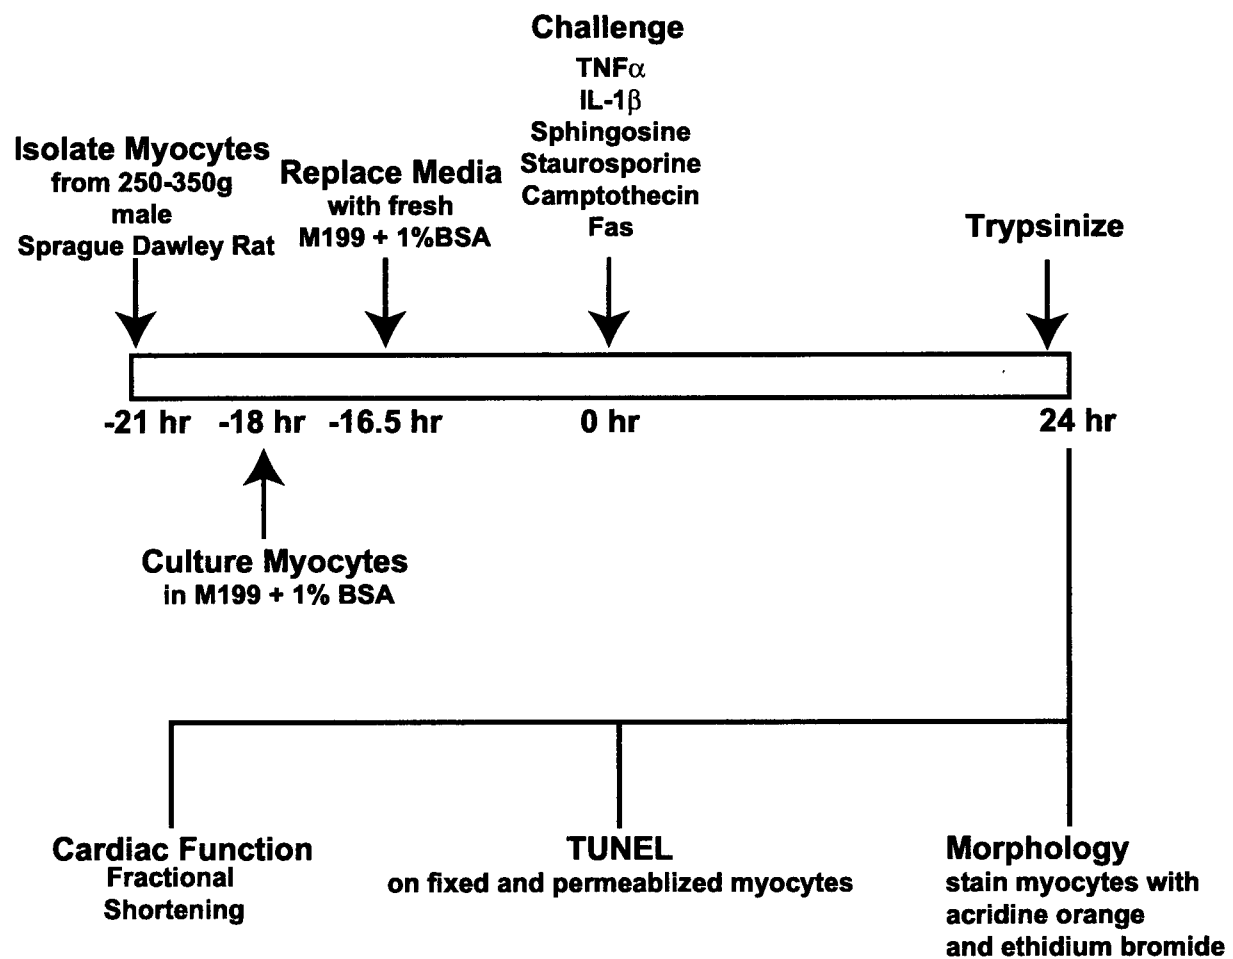 Challenge
TNFα
IL-1β
Sphingosine
Staurosporine
Camptothecin
Fas
Isolate Myocytes
from 250-350g
male
Sprague Dawley Rat
Replace Media
with fresh
M199 + 1%BSA
Trypsinize
-21 hr -18 hr -16.5 hr 0 hr 24 hr
Culture Myocytes
in M199 + 1% BSA
Cardiac Function
Fractional
Shortening
TUNEL
on fixed and permeablized myocytes
Morphology
stain myocytes with
acridine orange
and ethidium bromide